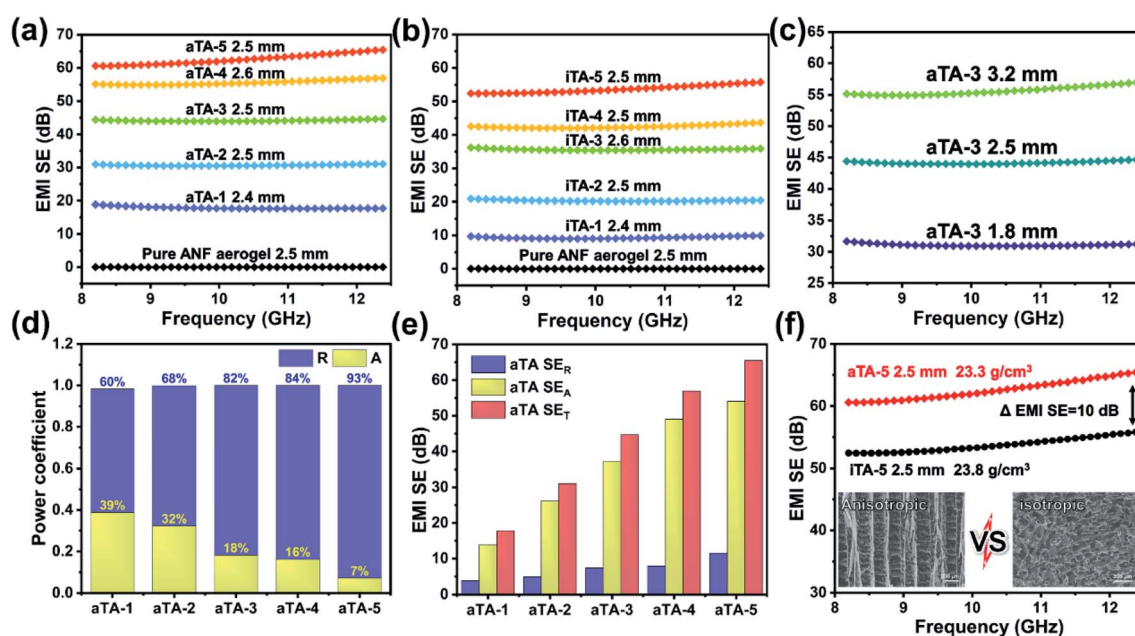 (a)
EMI SE (dB)
70
60
50
40
30
20
10
0
aTA-5 2.5 mm
aTA-4 2.6 mm
aTA-3 2.5 mm
aTA-2 2.5 mm
aTA-1 2.4 mm
Pure ANF aerogel 2.5 mm
8 9 10 11 12
Frequency (GHz)
(b)
EMI SE (dB)
70
60
50
40
30
20
10
0
iTA-5 2.5 mm
iTA-4 2.5 mm
iTA-3 2.6 mm
iTA-2 2.5 mm
iTA-1 2.4 mm
Pure ANF aerogel 2.5 mm
8 9 10 11 12
Frequency (GHz)
(c)
EMI SE (dB)
65
60
55
50
45
40
35
30
25
aTA-3 3.2 mm
aTA-3 2.5 mm
aTA-3 1.8 mm
8 9 10 11 12
Frequency (GHz)
(d)
Power coefficient
1.2
1.0
0.8
0.6
0.4
0.2
0.0
R A
60% 68% 82% 84% 93%
39% 32% 18% 16% 7%
aTA-1 aTA-2 aTA-3 aTA-4 aTA-5
(e)
EMI SE (dB)
70
60
50
40
30
20
10
0
aTA SE_R
aTA SE_A
aTA SE_T
aTA-1 aTA-2 aTA-3 aTA-4 aTA-5
(f)
EMI SE (dB)
70
60
50
40
30
aTA-5 2.5 mm 23.3 g/cm³
Δ EMI SE=10 dB
iTA-5 2.5 mm 23.8 g/cm³
Anisotropic
VS
isotropic
8 9 10 11 12
Frequency (GHz)